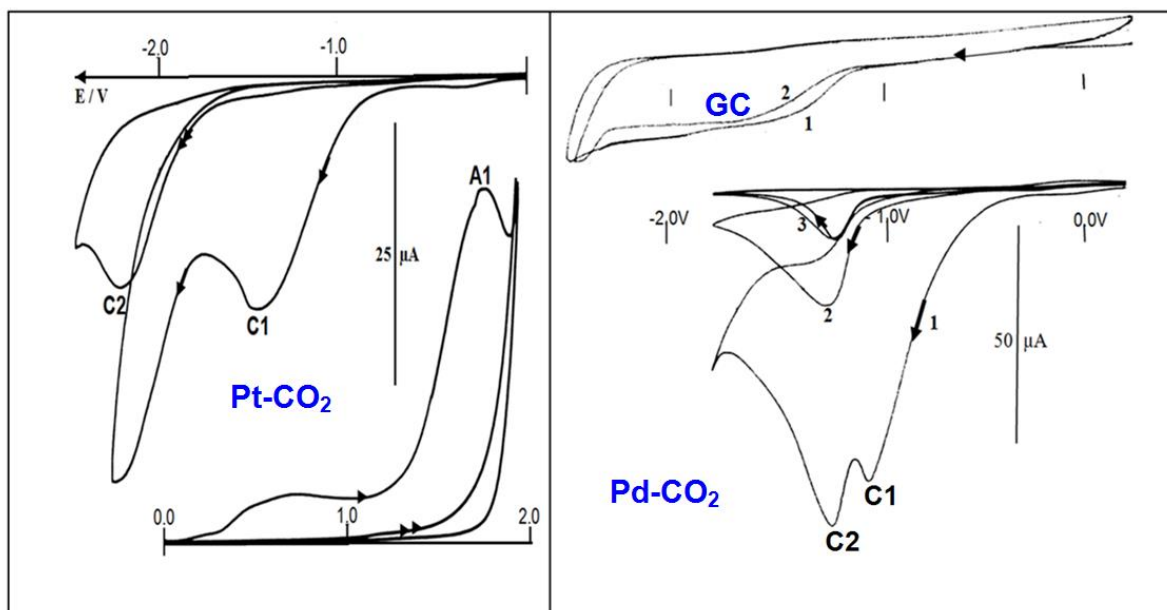 -2.0 -1.0
E / V
C2
C1
25 µA
A1
Pt-CO₂
0.0 1.0 2.0
GC
2
1
-2.0V -1.0V 0.0V
3
2
1
50 µA
Pd-CO₂
C1
C2